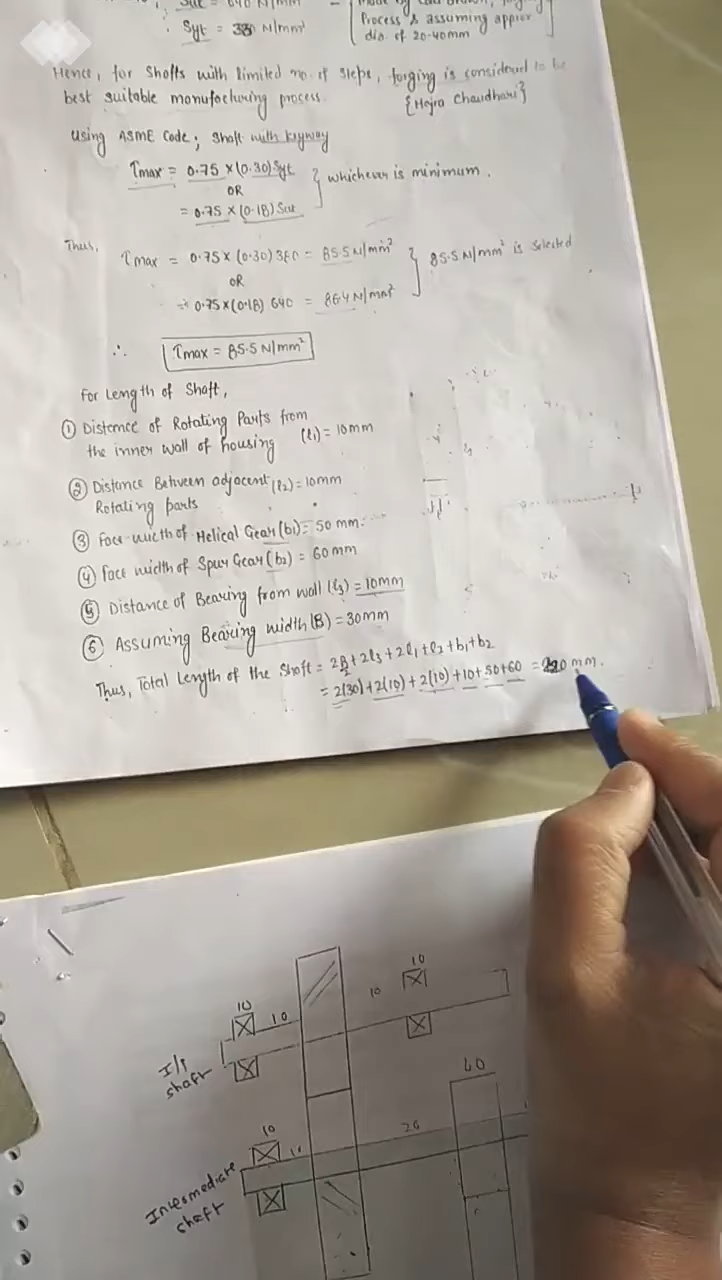 Sut = 640 N/mm²
∴ Syt = 380 N/mm²
Process & assuming approx
dia. of 20-40mm
Hence, for Shafts with limited no. of steps, forging is considered to be
best suitable manufacturing process.
{Hajra Chaudhari}
Using ASME Code; Shaft with keyway
τmax = 0.75 × (0.30) Syt
OR
= 0.75 × (0.18) Sut
} whichever is minimum.
Thus,
τmax = 0.75 × (0.30) 380 = 85.5 N/mm²
OR
= 0.75×(0.18) 640 = 86.4 N/mm²
} 85.5 N/mm² is selected
∴ τmax = 85.5 N/mm²
For Length of Shaft,
① Distance of Rotating Parts from
the inner wall of housing (l1) = 10mm
② Distance Between adjacent (l2) = 10mm
Rotating parts
③ Face-width of Helical Gear (b1) = 50 mm.
④ Face width of Spur Gear (b2) = 60mm
⑤ Distance of Bearing from wall (l3) = 10mm
⑥ Assuming Bearing width (B) = 30mm
Thus, Total Length of the Shaft = 2B/2 + 2l3 + 2l1 + l2 + b1 + b2
= 2(30) + 2(10) + 2(10) + 10 + 50 + 60 = 220 mm.
10
10
10
10
I/P
shaft
40
10
20
Intermediate
shaft